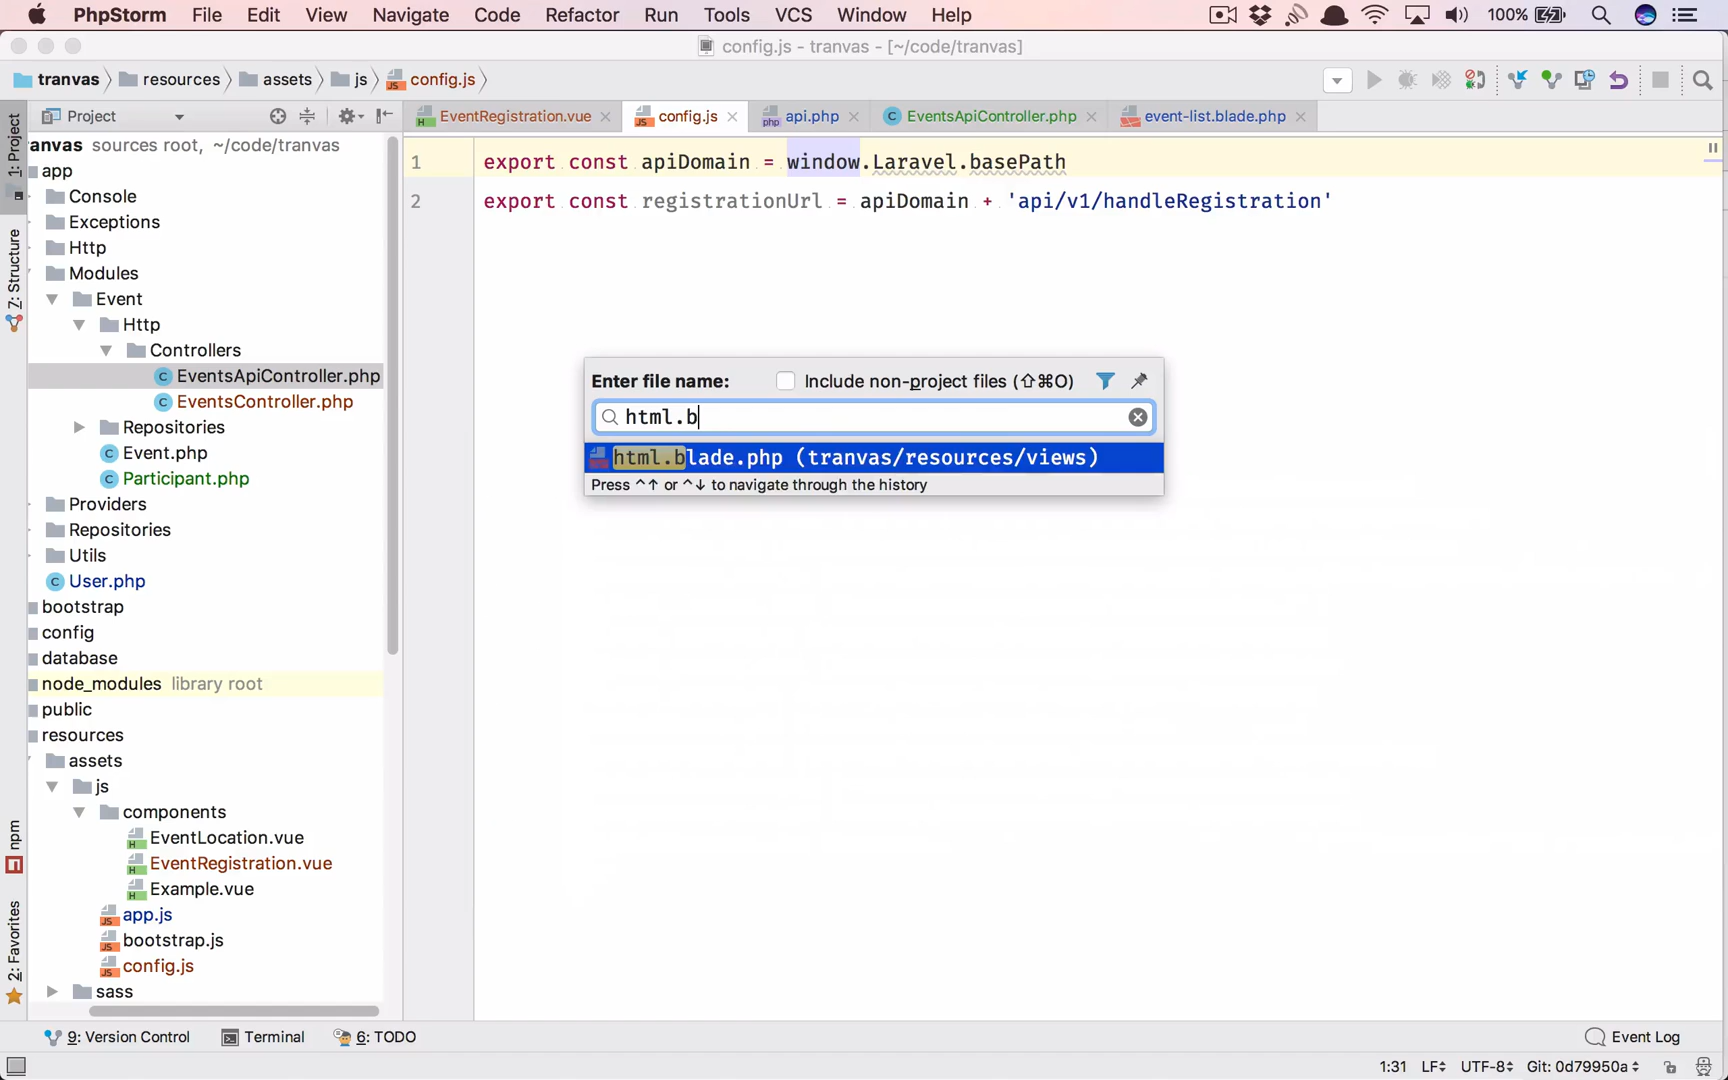 PhpStorm File Edit View Navigate Code Refactor Run Tools VCS Window Help 100%
config.js - tranvas - [~/code/tranvas]
tranvas resources assets js config.js
Project
EventRegistration.vue config.js api.php EventsApiController.php event-list.blade.php
1: Project
7: Structure
npm
2: Favorites
ranvas sources root, ~/code/tranvas
app
Console
Exceptions
Http
Modules
Event
Http
Controllers
EventsApiController.php
EventsController.php
Repositories
Event.php
Participant.php
Providers
Repositories
Utils
User.php
bootstrap
config
database
node_modules library root
public
resources
assets
js
components
EventLocation.vue
EventRegistration.vue
Example.vue
app.js
bootstrap.js
config.js
sass
1 export const apiDomain = window.Laravel.basePath
2 export const registrationUrl = apiDomain + 'api/v1/handleRegistration'
Enter file name: Include non-project files (⇧⌘O)
html.b
html.blade.php (tranvas/resources/views)
Press ^↑ or ^↓ to navigate through the history
9: Version Control Terminal 6: TODO Event Log
1:31 LF UTF-8 Git: 0d79950a